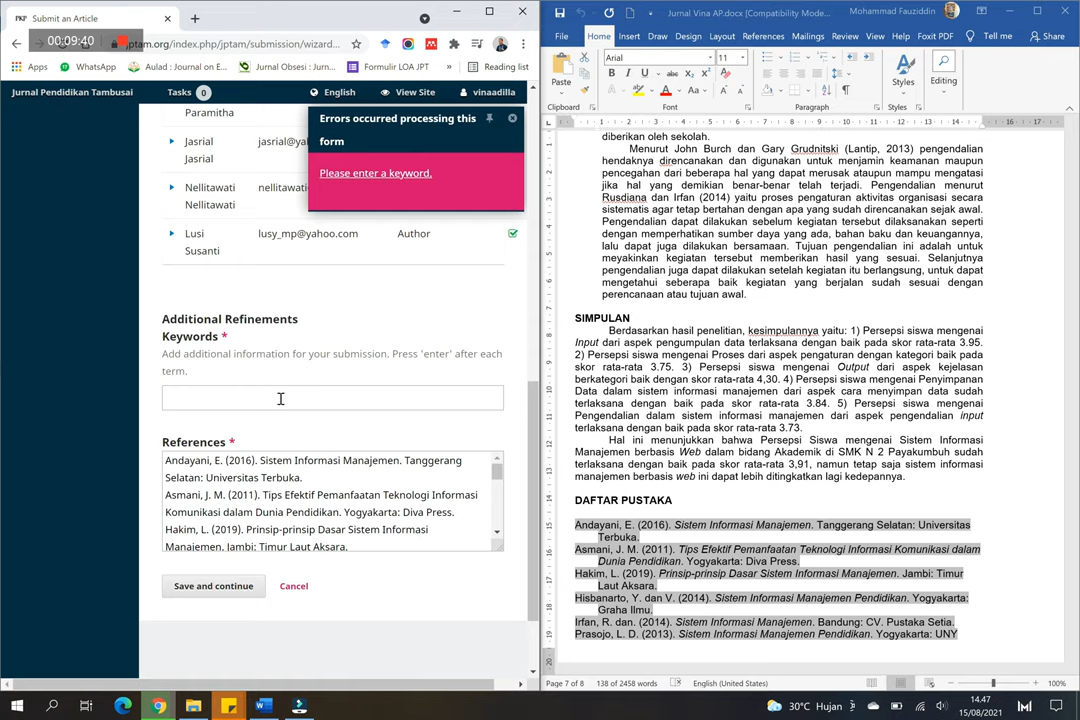 Submit an Article
00:09:40
jptam.org/index.php/jptam/submission/wizard...
Apps
WhatsApp
Aulad : Journal on E...
Jurnal Obsesi : Jurn...
Formulir LOA JPT
»
Reading list
Jurnal Pendidikan Tambusai
Tasks 0
English
View Site
vinaadilla
Paramitha
Jasrial
Jasrial
jasrial@ya
Nellitawati
Nellitawati
nellitawati
Lusi
Susanti
lusy_mp@yahoo.com
Author
Errors occurred processing this
form
Please enter a keyword.
Additional Refinements
Keywords *
Add additional information for your submission. Press 'enter' after each
term.
References *
Andayani, E. (2016). Sistem Informasi Manajemen. Tanggerang
Selatan: Universitas Terbuka.
Asmani, J. M. (2011). Tips Efektif Pemanfaatan Teknologi Informasi
Komunikasi dalam Dunia Pendidikan. Yogyakarta: Diva Press.
Hakim, L. (2019). Prinsip-prinsip Dasar Sistem Informasi
Manajemen. Jambi: Timur Laut Aksara.
Save and continue
Cancel
Jurnal Vina AP.docx [Compatibility Mode...
Mohammad Fauziddin
File
Home
Insert
Draw
Design
Layout
References
Mailings
Review
View
Help
Foxit PDF
Tell me
Share
Paste
Arial
11
Styles
Editing
Clipboard
Font
Paragraph
Styles
diberikan oleh sekolah.
Menurut John Burch dan Gary Grudnitski (Lantip, 2013) pengendalian
hendaknya direncanakan dan digunakan untuk menjamin keamanan maupun
pencegahan dari beberapa hal yang dapat merusak ataupun mampu mengatasi
jika hal yang demikian benar-benar telah terjadi. Pengendalian menurut
Rusdiana dan Irfan (2014) yaitu proses pengaturan aktivitas organisasi secara
sistematis agar tetap bertahan dengan apa yang sudah direncanakan sejak awal.
Pengendalian dapat dilakukan sebelum kegiatan tersebut dilaksanakan seperti
dengan memperhatikan sumber daya yang ada, bahan baku dan keuangannya,
lalu dapat juga dilakukan bersamaan. Tujuan pengendalian ini adalah untuk
meyakinkan kegiatan tersebut memberikan hasil yang sesuai. Selanjutnya
pengendalian juga dapat dilakukan setelah kegiatan itu berlangsung, untuk dapat
mengetahui seberapa baik kegiatan yang berjalan sudah sesuai dengan
perencanaan atau tujuan awal.
SIMPULAN
Berdasarkan hasil penelitian, kesimpulannya yaitu: 1) Persepsi siswa mengenai
Input dari aspek pengumpulan data terlaksana dengan baik pada skor rata-rata 3.95.
2) Persepsi siswa mengenai Proses dari aspek pengaturan dengan kategori baik pada
skor rata-rata 3.75. 3) Persepsi siswa mengenai Output dari aspek kejelasan
berkategori baik dengan skor rata-rata 4,30. 4) Persepsi siswa mengenai Penyimpanan
Data dalam sistem informasi manajemen dari aspek cara menyimpan data sudah
terlaksana dengan baik pada skor rata-rata 3.84. 5) Persepsi siswa mengenai
Pengendalian dalam sistem informasi manajemen dari aspek pengendalian input
terlaksana dengan baik pada skor rata-rata 3.73.
Hal ini menunjukkan bahwa Persepsi Siswa mengenai Sistem Informasi
Manajemen berbasis Web dalam bidang Akademik di SMK N 2 Payakumbuh sudah
terlaksana dengan baik pada skor rata-rata 3,91, namun tetap saja sistem informasi
manajemen berbasis web ini dapat lebih ditingkatkan lagi kedepannya.
DAFTAR PUSTAKA
Andayani, E. (2016). Sistem Informasi Manajemen. Tanggerang Selatan: Universitas
Terbuka.
Asmani, J. M. (2011). Tips Efektif Pemanfaatan Teknologi Informasi Komunikasi dalam
Dunia Pendidikan. Yogyakarta: Diva Press.
Hakim, L. (2019). Prinsip-prinsip Dasar Sistem Informasi Manajemen. Jambi: Timur
Laut Aksara.
Hisbanarto, Y. dan V. (2014). Sistem Informasi Manajemen Pendidikan. Yogyakarta:
Graha Ilmu.
Irfan, R. dan. (2014). Sistem Informasi Manajemen. Bandung: CV. Pustaka Setia.
Prasojo, L. D. (2013). Sistem Informasi Manajemen Pendidikan. Yogyakarta: UNY
Page 7 of 8
138 of 2458 words
English (United States)
100%
30°C Hujan
14.47
15/08/2021